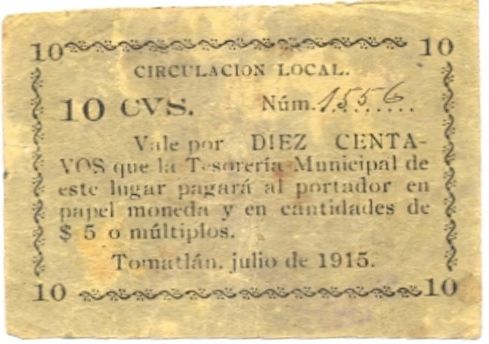 10 10
CIRCULACION LOCAL.
10 CVS. Núm. 1556
Vale por DIEZ CENTA-
VOS que la Tesorería Municipal de
este lugar pagará al portador en
papel moneda y en cantidades de
$ 5 o múltiplos.
Tomatlán. julio de 1915.
10 10